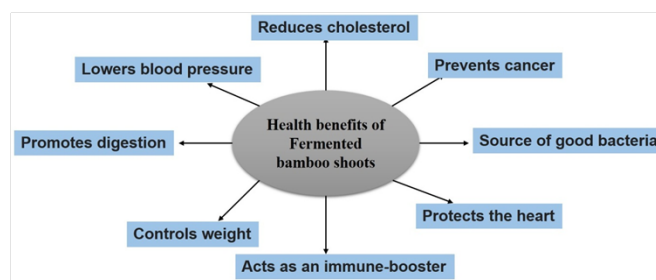 Reduces cholesterol
Lowers blood pressure
Prevents cancer
Health benefits of
Fermented
bamboo shoots
Promotes digestion
Source of good bacteria
Controls weight
Protects the heart
Acts as an immune-booster